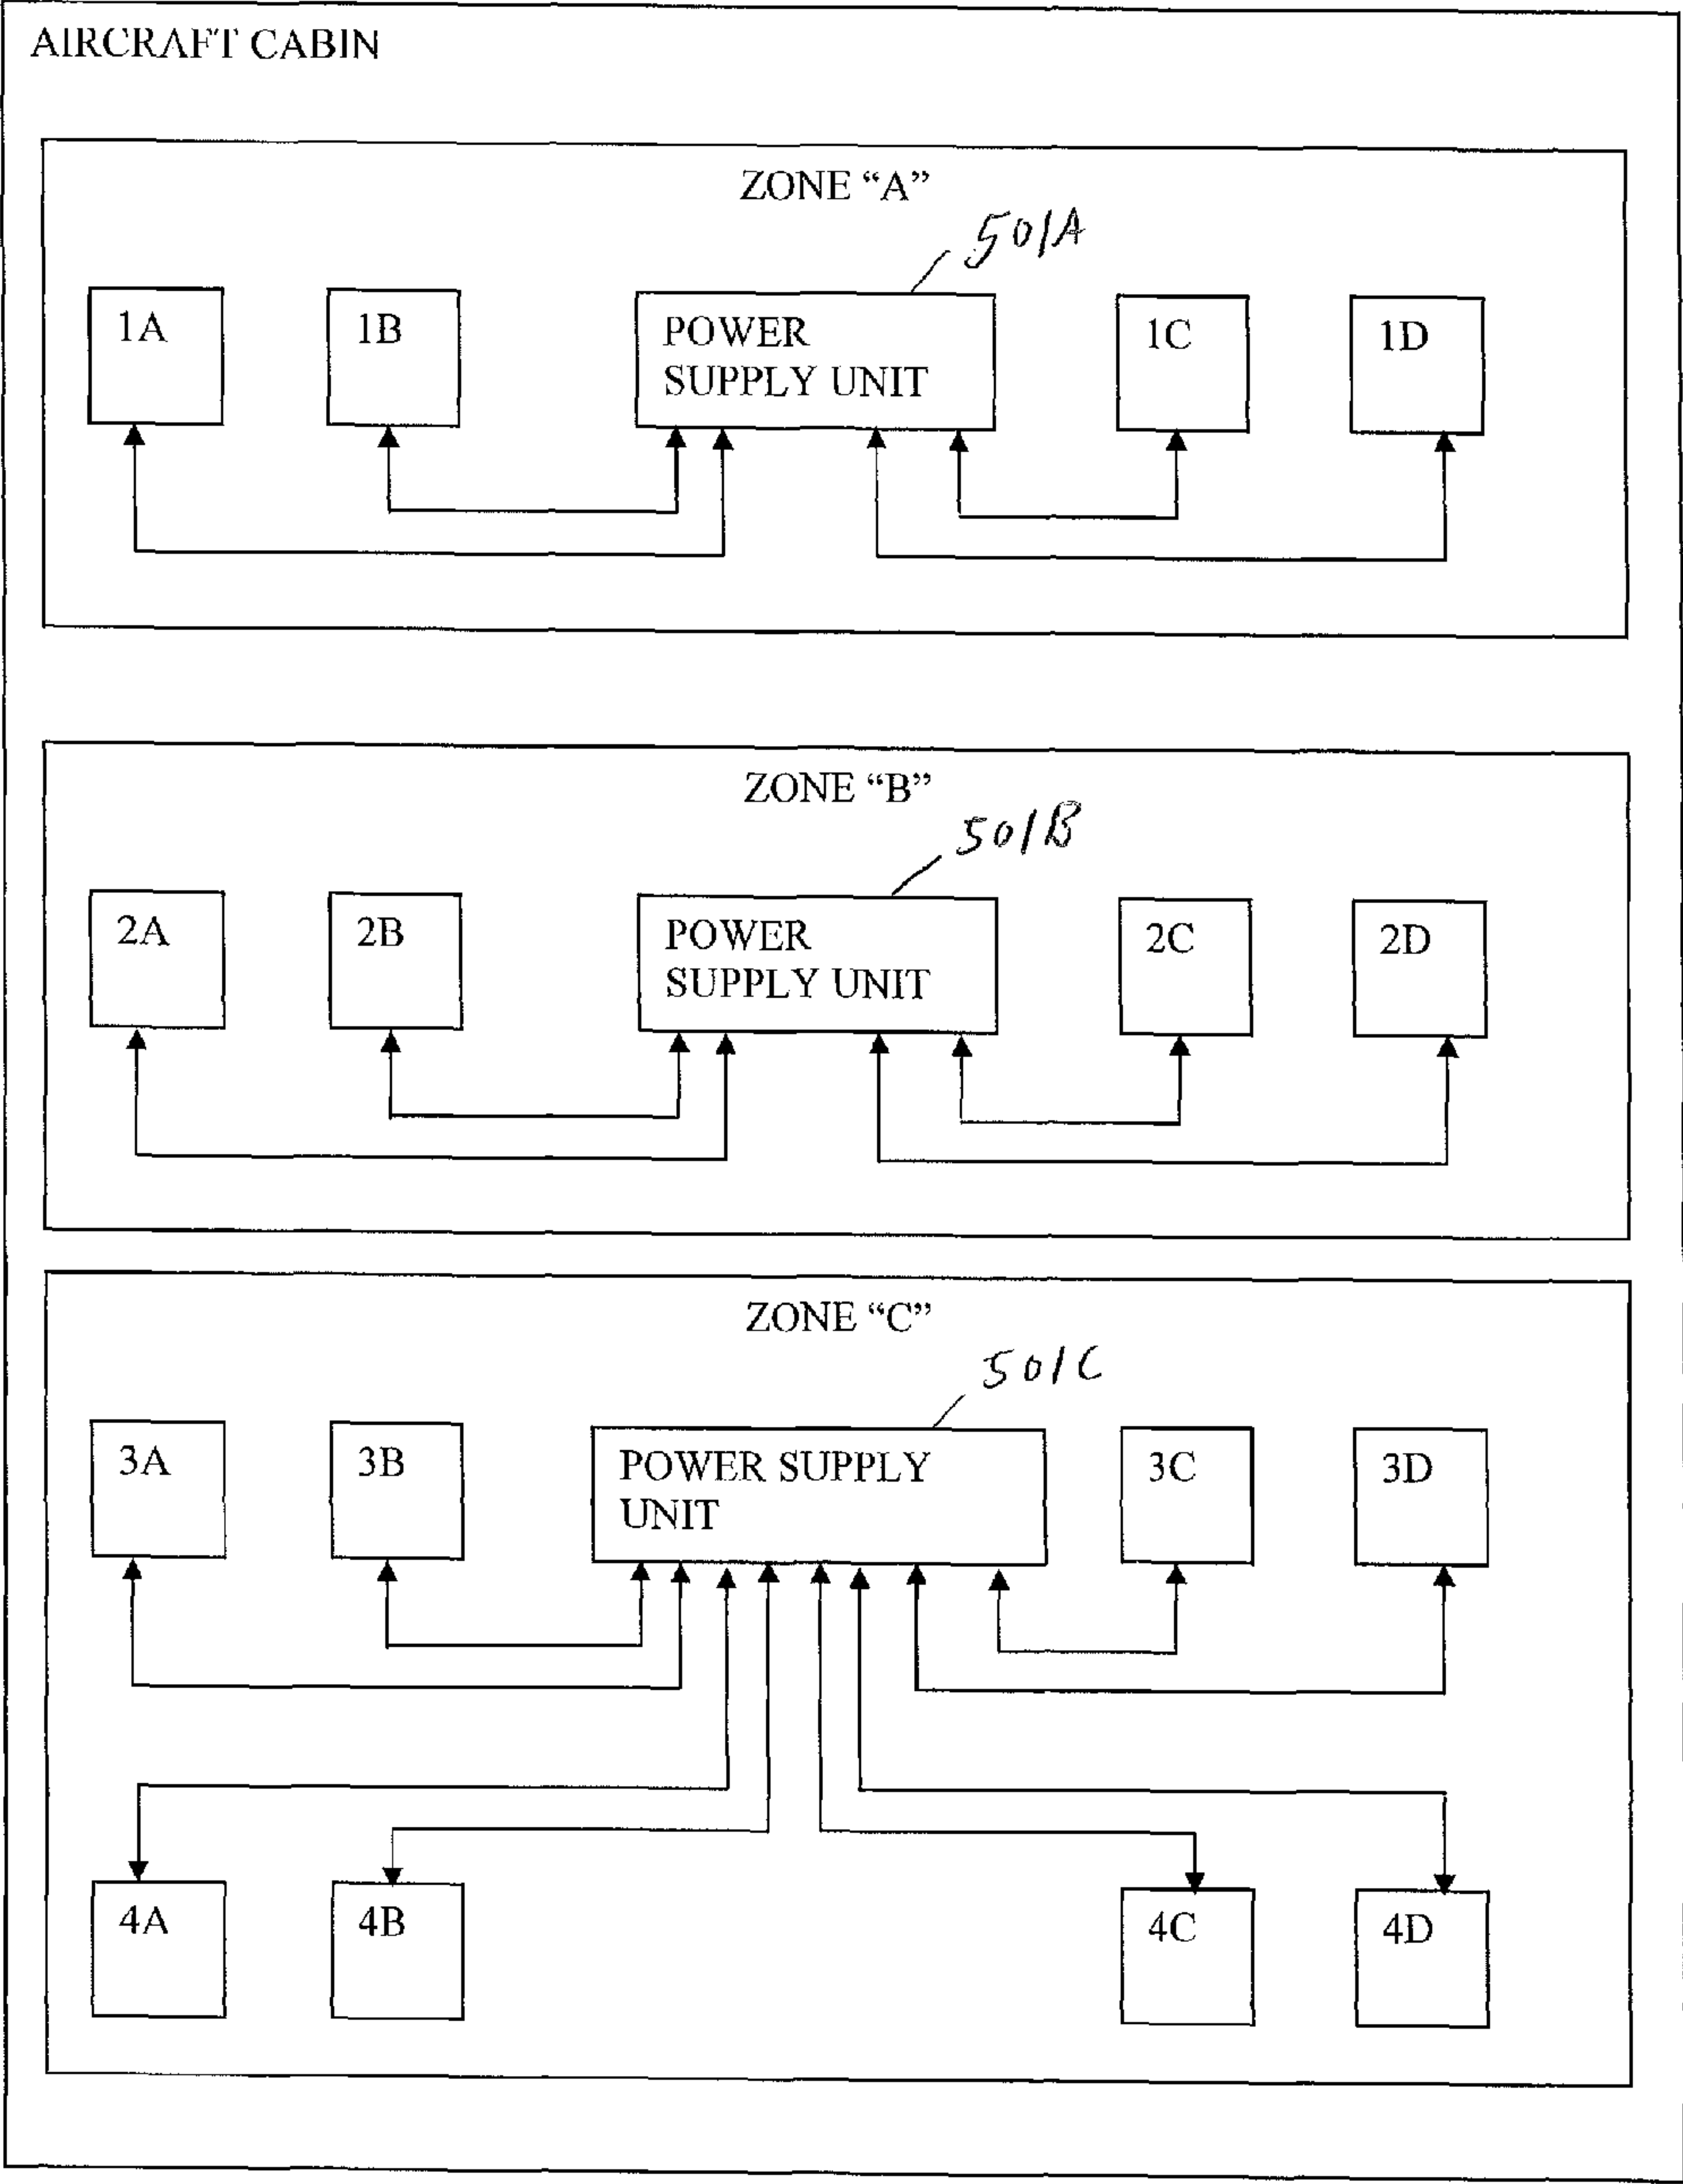 AIRCRAFT CABIN
ZONE “A”
501A
1A
1B
POWER
SUPPLY UNIT
1C
1D
ZONE “B”
501B
2A
2B
POWER
SUPPLY UNIT
2C
2D
ZONE “C”
501C
3A
3B
POWER SUPPLY
UNIT
3C
3D
4A
4B
4C
4D